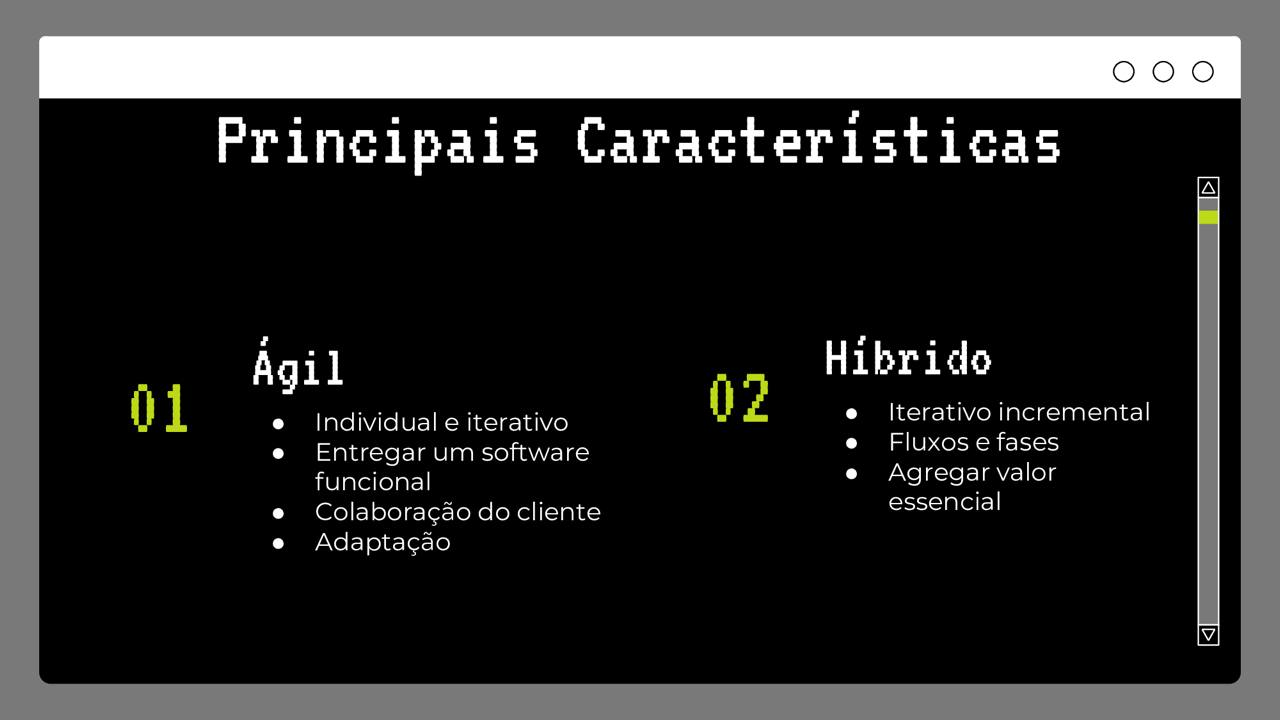 Principais Características
01
Ágil
● Individual e iterativo
● Entregar um software
funcional
● Colaboração do cliente
● Adaptação
02
Híbrido
● Iterativo incremental
● Fluxos e fases
● Agregar valor
essencial